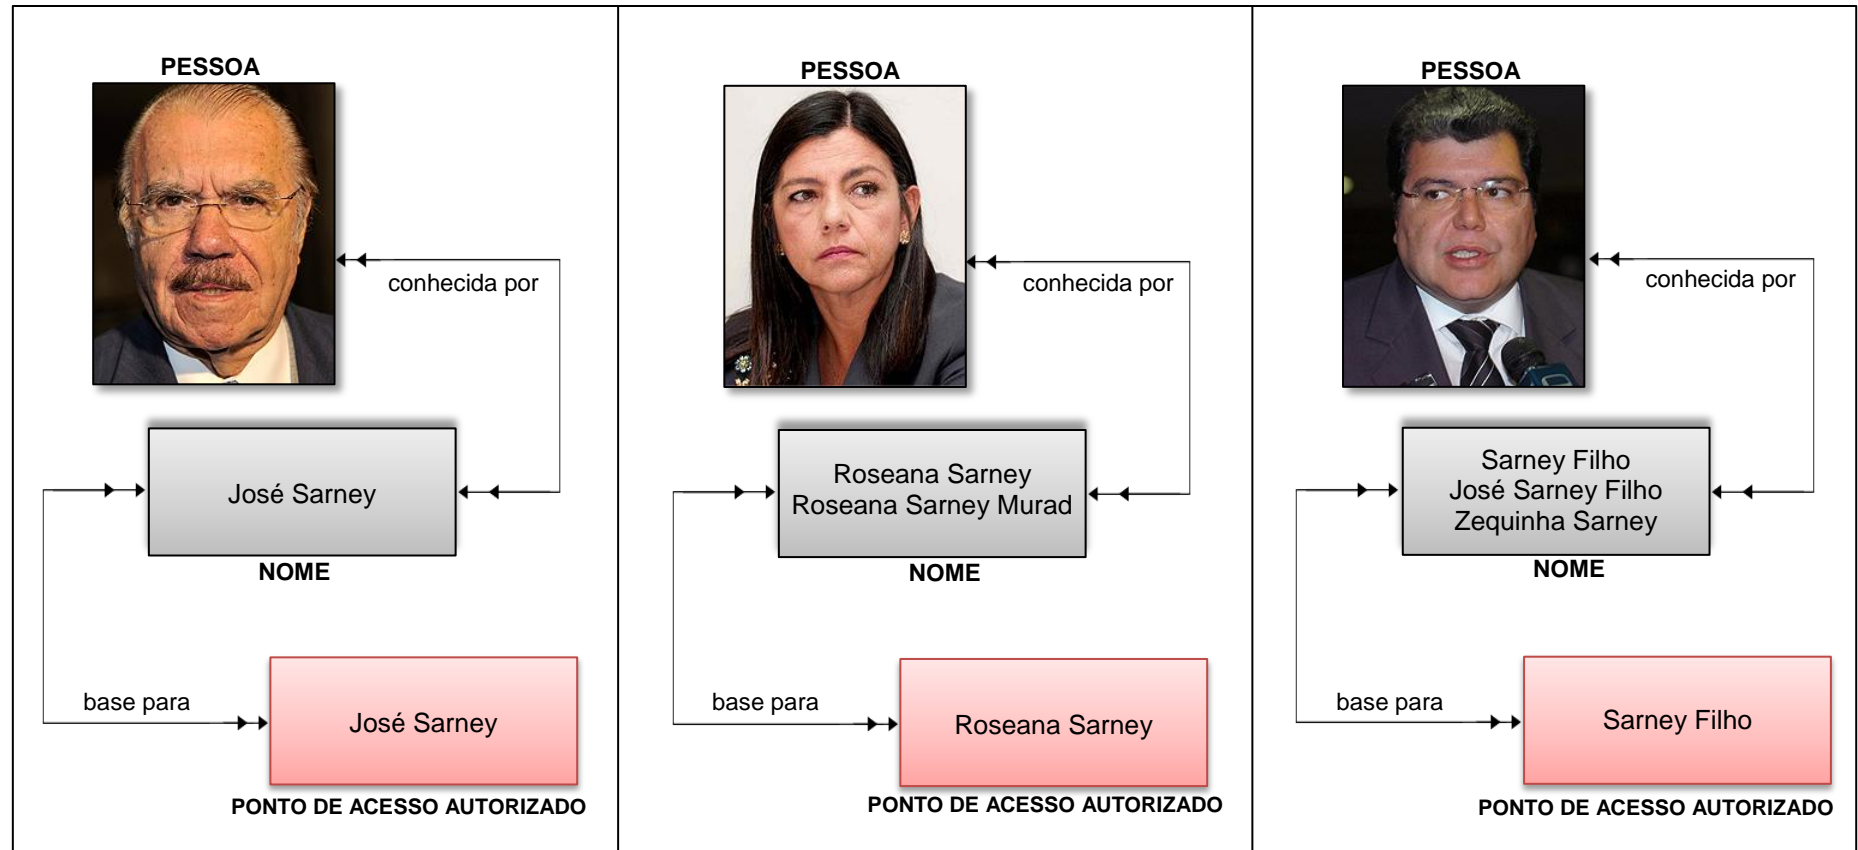 PESSOA
conhecida por
José Sarney
NOME
base para
José Sarney
PONTO DE ACESSO AUTORIZADO
PESSOA
conhecida por
Roseana Sarney
Roseana Sarney Murad
NOME
base para
Roseana Sarney
PONTO DE ACESSO AUTORIZADO
PESSOA
conhecida por
Sarney Filho
José Sarney Filho
Zequinha Sarney
NOME
base para
Sarney Filho
PONTO DE ACESSO AUTORIZADO